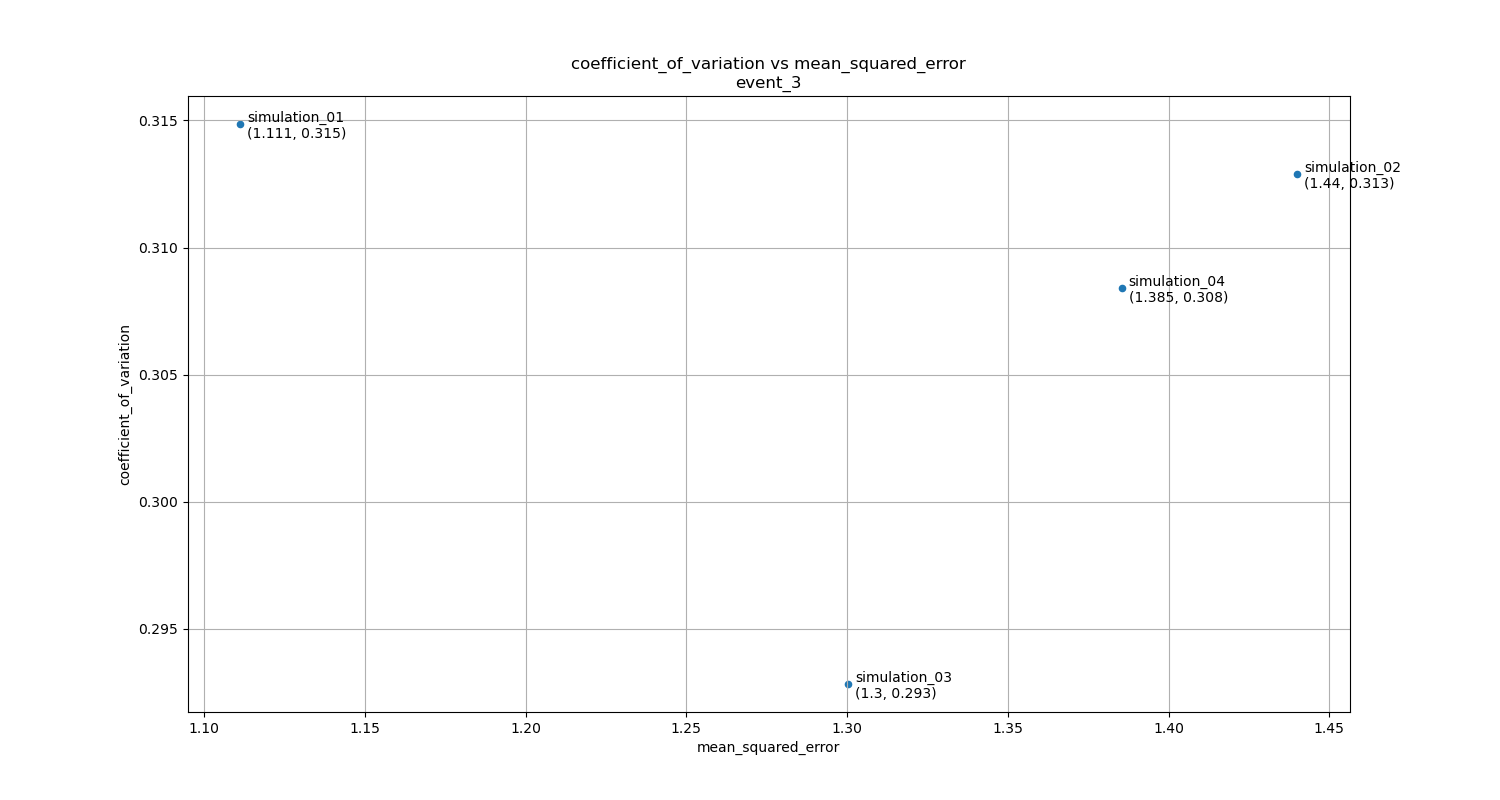 coefficient_of_variation vs mean_squared_error
event_3
0.315
0.310
0.305
0.300
0.295
coefficient_of_variation
simulation_01
(1.111, 0.315)
simulation_02
(1.44, 0.313)
simulation_04
(1.385, 0.308)
simulation_03
(1.3, 0.293)
1.10 1.15 1.20 1.25 1.30 1.35 1.40 1.45
mean_squared_error